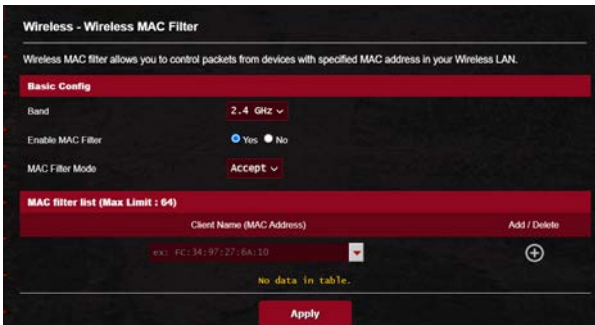 Wireless - Wireless MAC Filter
Wireless MAC filter allows you to control packets from devices with specified MAC address in your Wireless LAN.
Basic Config
Band 2.4 GHz
Enable MAC Filter Yes No
MAC Filter Mode Accept
MAC filter list (Max Limit : 64)
Client Name (MAC Address) Add / Delete
ex: FC:34:97:27:6A:10
No data in table.
Apply